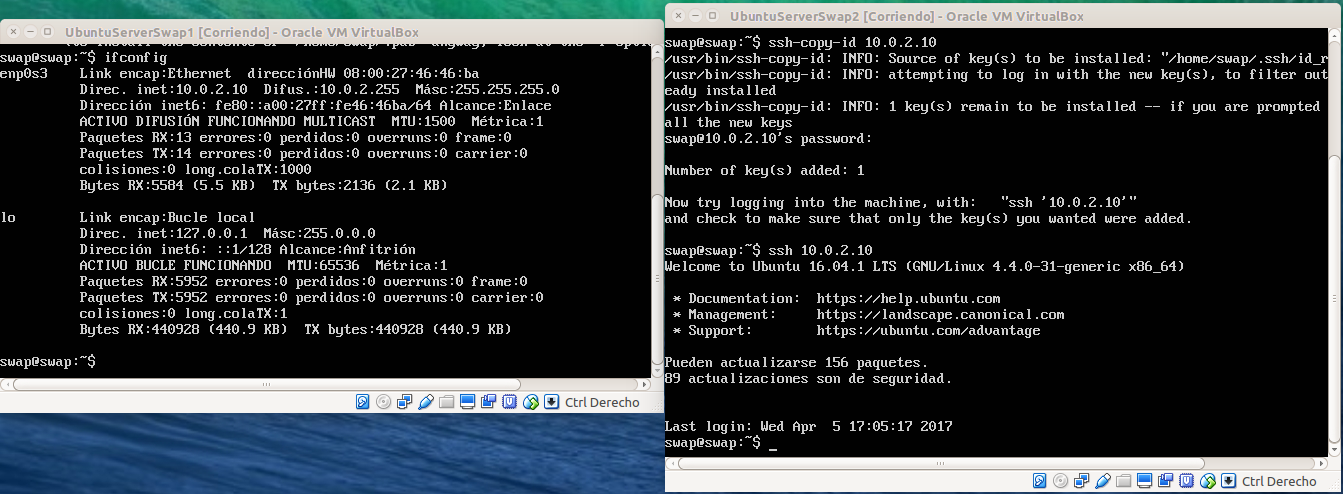 UbuntuServerSwap1 [Corriendo] - Oracle VM VirtualBox
swap@swap:~$ ifconfig
enp0s3    Link encap:Ethernet  direcciónHW 08:00:27:46:46:ba
          Direc. inet:10.0.2.10  Difus.:10.0.2.255  Másc:255.255.255.0
          Dirección inet6: fe80::a00:27ff:fe46:46ba/64 Alcance:Enlace
          ACTIVO DIFUSIÓN FUNCIONANDO MULTICAST  MTU:1500  Métrica:1
          Paquetes RX:13 errores:0 perdidos:0 overruns:0 frame:0
          Paquetes TX:14 errores:0 perdidos:0 overruns:0 carrier:0
          colisiones:0 long.colaTX:1000
          Bytes RX:5584 (5.5 KB)  TX bytes:2136 (2.1 KB)
lo        Link encap:Bucle local
          Direc. inet:127.0.0.1  Másc:255.0.0.0
          Dirección inet6: ::1/128 Alcance:Anfitrión
          ACTIVO BUCLE FUNCIONANDO  MTU:65536  Métrica:1
          Paquetes RX:5952 errores:0 perdidos:0 overruns:0 frame:0
          Paquetes TX:5952 errores:0 perdidos:0 overruns:0 carrier:0
          colisiones:0 long.colaTX:1
          Bytes RX:440928 (440.9 KB)  TX bytes:440928 (440.9 KB)
swap@swap:~$
Ctrl Derecho
UbuntuServerSwap2 [Corriendo] - Oracle VM VirtualBox
swap@swap:~$ ssh-copy-id 10.0.2.10
/usr/bin/ssh-copy-id: INFO: Source of key(s) to be installed: "/home/swap/.ssh/id_r
/usr/bin/ssh-copy-id: INFO: attempting to log in with the new key(s), to filter out
eady installed
/usr/bin/ssh-copy-id: INFO: 1 key(s) remain to be installed -- if you are prompted
all the new keys
swap@10.0.2.10's password:
Number of key(s) added: 1
Now try logging into the machine, with:   "ssh '10.0.2.10'"
and check to make sure that only the key(s) you wanted were added.
swap@swap:~$ ssh 10.0.2.10
Welcome to Ubuntu 16.04.1 LTS (GNU/Linux 4.4.0-31-generic x86_64)
 * Documentation:  https://help.ubuntu.com
 * Management:     https://landscape.canonical.com
 * Support:        https://ubuntu.com/advantage
Pueden actualizarse 156 paquetes.
89 actualizaciones son de seguridad.
Last login: Wed Apr  5 17:05:17 2017
swap@swap:~$ _
Ctrl Derecho